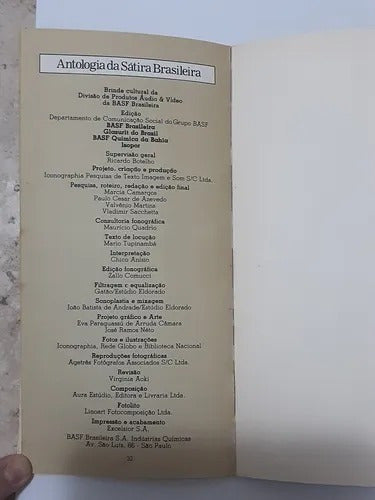 Antologia da Sátira Brasileira
Brinde cultural da
Divisão de Produtos Áudio & Vídeo
da BASF Brasileira
Edição
Departamento de Comunicação Social do Grupo BASF
BASF Brasileira
Glasurit do Brasil
BASF Química da Bahia
Isopor
Supervisão geral
Ricardo Botelho
Projeto, criação e produção
Iconographia Pesquisa de Texto Imagem e Som S/C Ltda.
Pesquisa, roteiro, redação e edição final
Marcia Camargos
Paulo Cesar de Azevedo
Valvênio Martins
Vladimir Sacchetta
Consultoria fonográfica
Maurício Quadrio
Texto de locução
Mario Tupinambá
Interpretação
Chico Anísio
Edição fonográfica
Zallo Comucci
Filtragem e equalização
Gatão/Estúdio Eldorado
Sonoplastia e mixagem
João Batista de Andrade/Estúdio Eldorado
Projeto gráfico e Arte
Eva Paraguassú de Arruda Câmara
José Ramos Néto
Fotos e ilustrações
Iconographia, Rede Globo e Biblioteca Nacional
Reproduções fotográficas
Agetrês Fotógrafos Associados S/C Ltda.
Revisão
Virginia Aoki
Composição
Aura Estúdio, Editora e Livraria Ltda.
Fotolito
Linoart Fotocomposição Ltda.
Impressão e acabamento
Excelsior S.A.
BASF Brasileira S.A. Indústrias Químicas
Av. São Luís, 86 - São Paulo
32